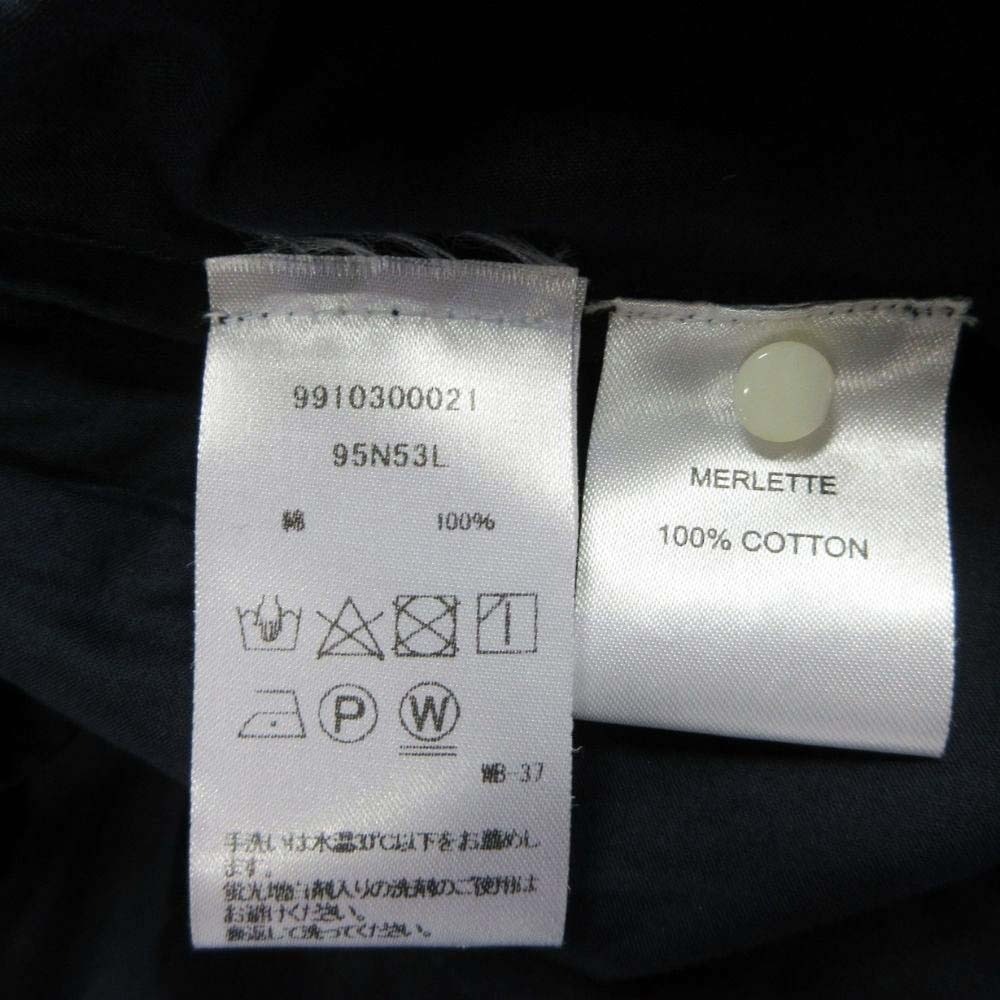 9910300021
95N53L
綿 100%
P W
WB-37
手洗いは水温30℃以下をお薦めし
ます。
蛍光増白剤入りの洗剤のご使用は
お避けください。
裏返して洗ってください。
MERLETTE
100% COTTON